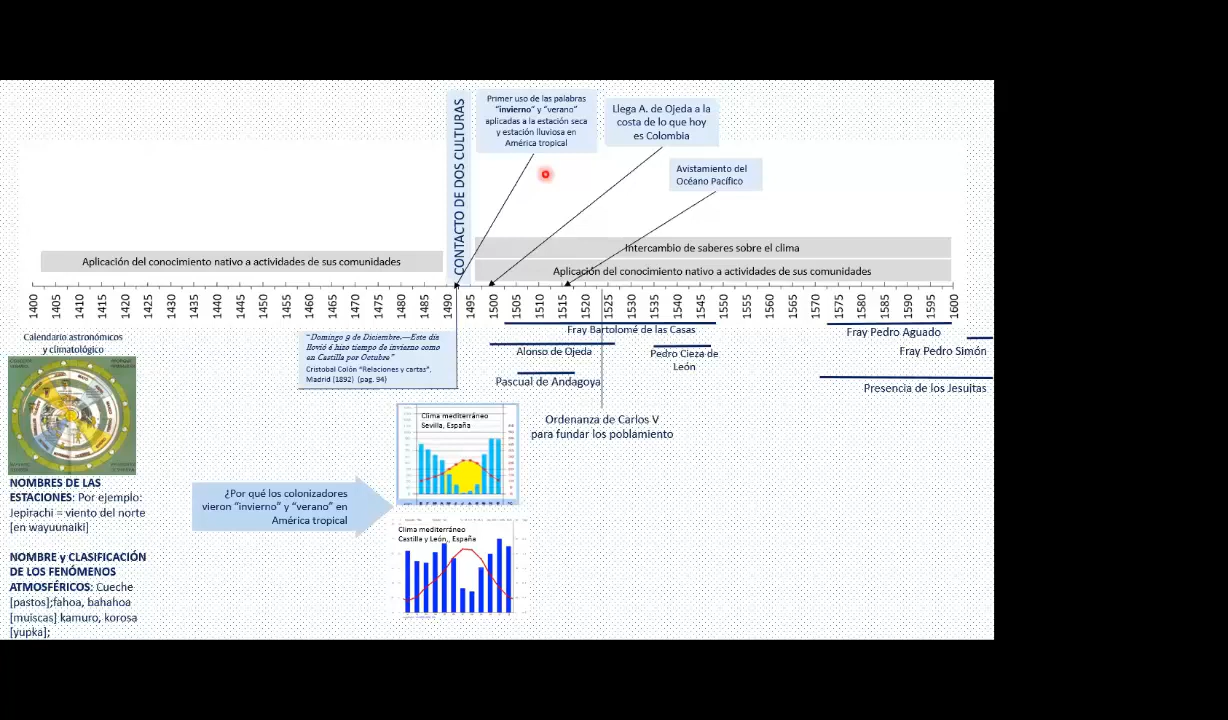 CONTACTO DE DOS CULTURAS
Primer uso de las palabras
"invierno" y "verano"
aplicadas a la estación seca
y estación lluviosa en
América tropical
Llega A. de Ojeda a la
costa de lo que hoy
es Colombia
Avistamiento del
Océano Pacífico
Intercambio de saberes sobre el clima
Aplicación del conocimiento nativo a actividades de sus comunidades
Aplicación del conocimiento nativo a actividades de sus comunidades
1400 1405 1410 1415 1420 1425 1430 1435 1440 1445 1450 1455 1460 1465 1470 1475 1480 1485 1490 1495 1500 1505 1510 1515 1520 1525 1530 1535 1540 1545 1550 1555 1560 1565 1570 1575 1580 1585 1590 1595 1600
Calendario astronómicos
y climatológico
"Domingo 9 de Diciembre.—Este día
llovió é hizo tiempo de invierno como
en Castilla por Octubre"
Cristobal Colón "Relaciones y cartas",
Madrid (1892) (pag. 94)
Fray Bartolomé de las Casas
Alonso de Ojeda
Pascual de Andagoya
Pedro Cieza de
León
Fray Pedro Aguado
Fray Pedro Simón
Presencia de los Jesuitas
Ordenanza de Carlos V
para fundar los poblamiento
Clima mediterráneo
Sevilla, España
¿Por qué los colonizadores
vieron "invierno" y "verano" en
América tropical
Clima mediterráneo
Castilla y León,, España
NOMBRES DE LAS
ESTACIONES: Por ejemplo:
Jepirachi = viento del norte
[en wayuunaiki]
NOMBRE y CLASIFICACIÓN
DE LOS FENÓMENOS
ATMOSFÉRICOS: Cueche
[pastos];fahoa, bahahoa
[muiscas] kamuro, korosa
[yupka];